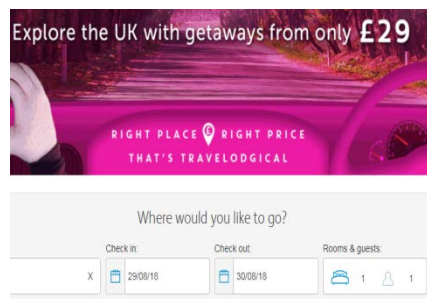 Explore the UK with getaways from only £29
RIGHT PLACE £ RIGHT PRICE
THAT'S TRAVELODGICAL
Where would you like to go?
Check in: Check out: Rooms & guests:
X 29/08/18 30/08/18 1 1